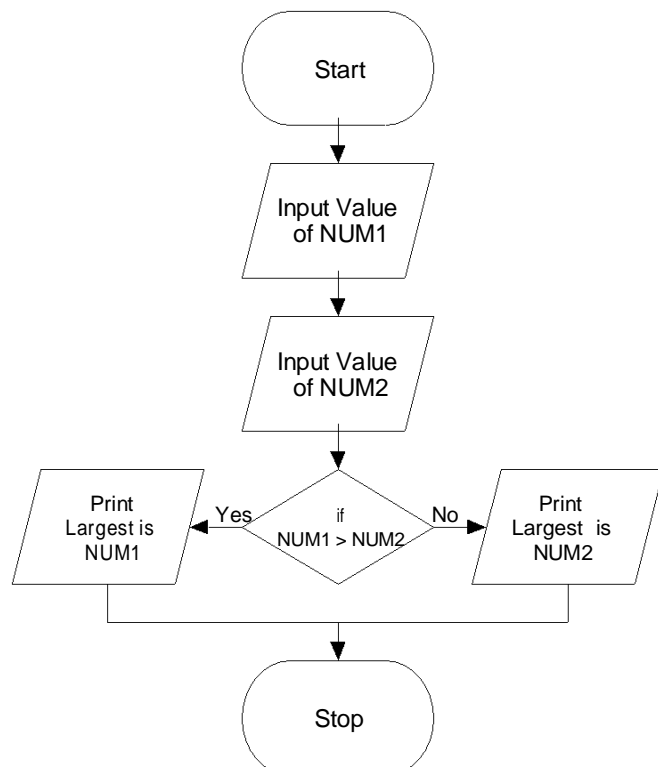 Start
Input Value
of NUM1
Input Value
of NUM2
if
NUM1 > NUM2
Yes
Print
Largest is
NUM1
No
Print
Largest is
NUM2
Stop